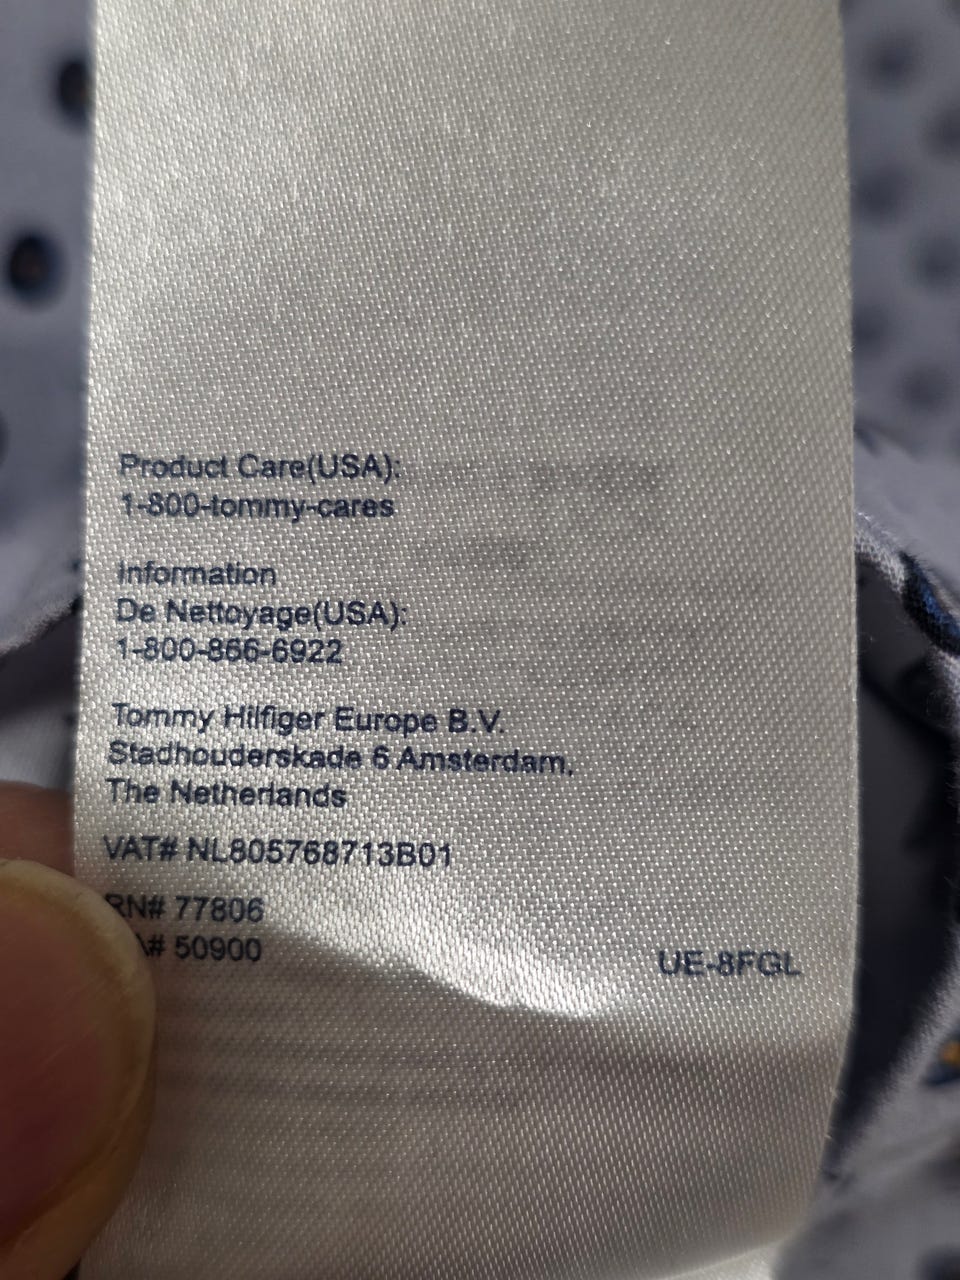 Product Care(USA):
1-800-tommy-cares
Information
De Nettoyage(USA):
1-800-866-6922
Tommy Hilfiger Europe B.V.
Stadhouderskade 6 Amsterdam,
The Netherlands
VAT# NL805768713B01
RN# 77806
# 50900
UE-8FGL